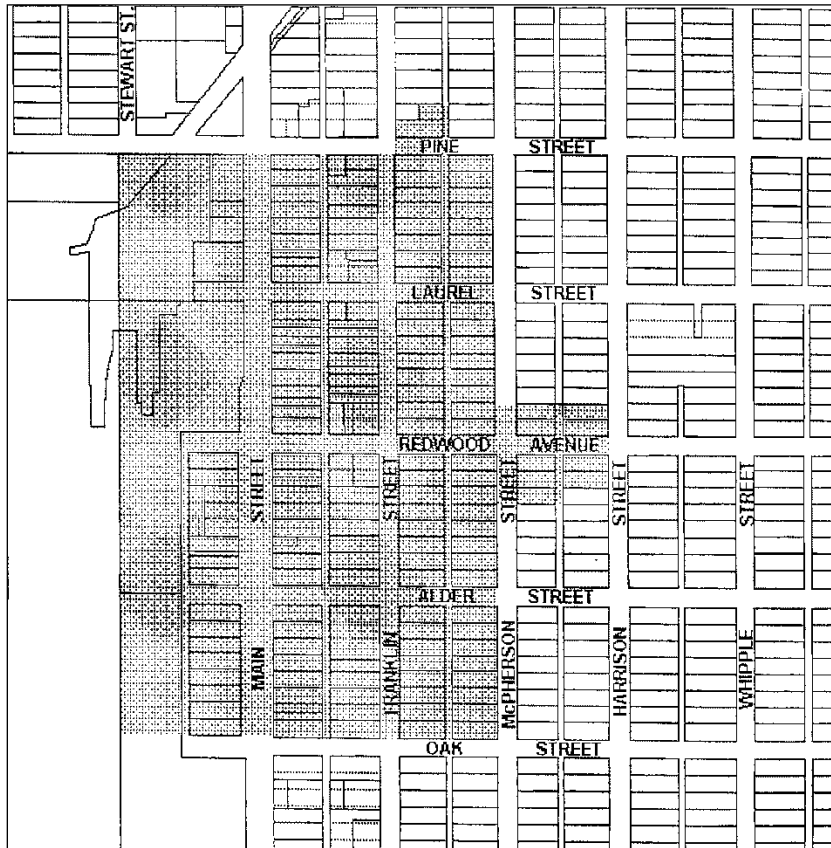 STEWART ST.
PINE STREET
LAUREL STREET
REDWOOD AVENUE
STREET
STREET
STREET
STREET
STREET
ALDER STREET
MAIN
FRANKLIN
McPHERSON
HARRISON
WHIPPLE
OAK STREET